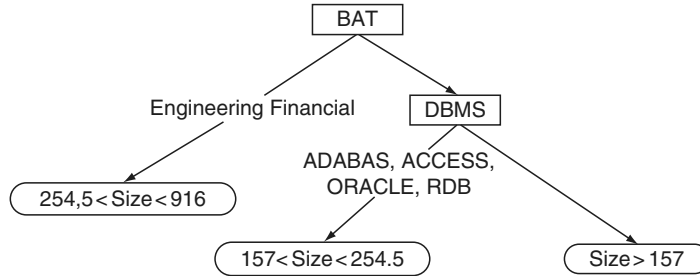 BAT
Engineering Financial
DBMS
ADABAS, ACCESS,
ORACLE, RDB
254,5<Size<916
157<Size<254.5
Size>157